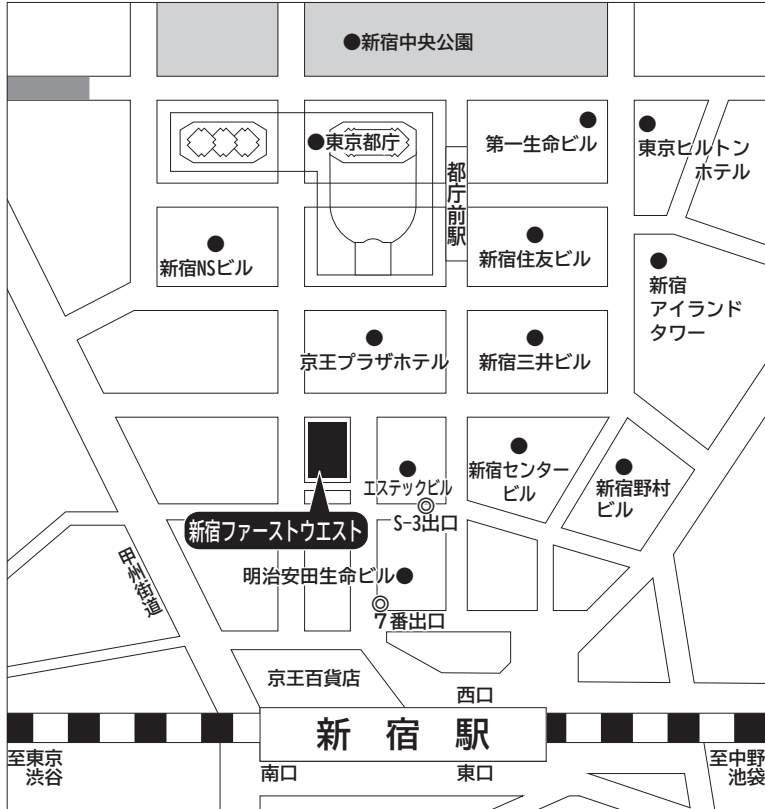 ●新宿中央公園
●東京都庁
第一生命ビル
東京ヒルトン
ホテル
都庁前駅
新宿NSビル
新宿住友ビル
新宿
アイランド
タワー
京王プラザホテル
新宿三井ビル
エステックビル
新宿センター
ビル
新宿野村
ビル
S-3出口
新宿ファーストウエスト
甲州街道
明治安田生命ビル●
7番出口
京王百貨店
西口
新宿駅
至東京
渋谷
南口
東口
至中野
池袋